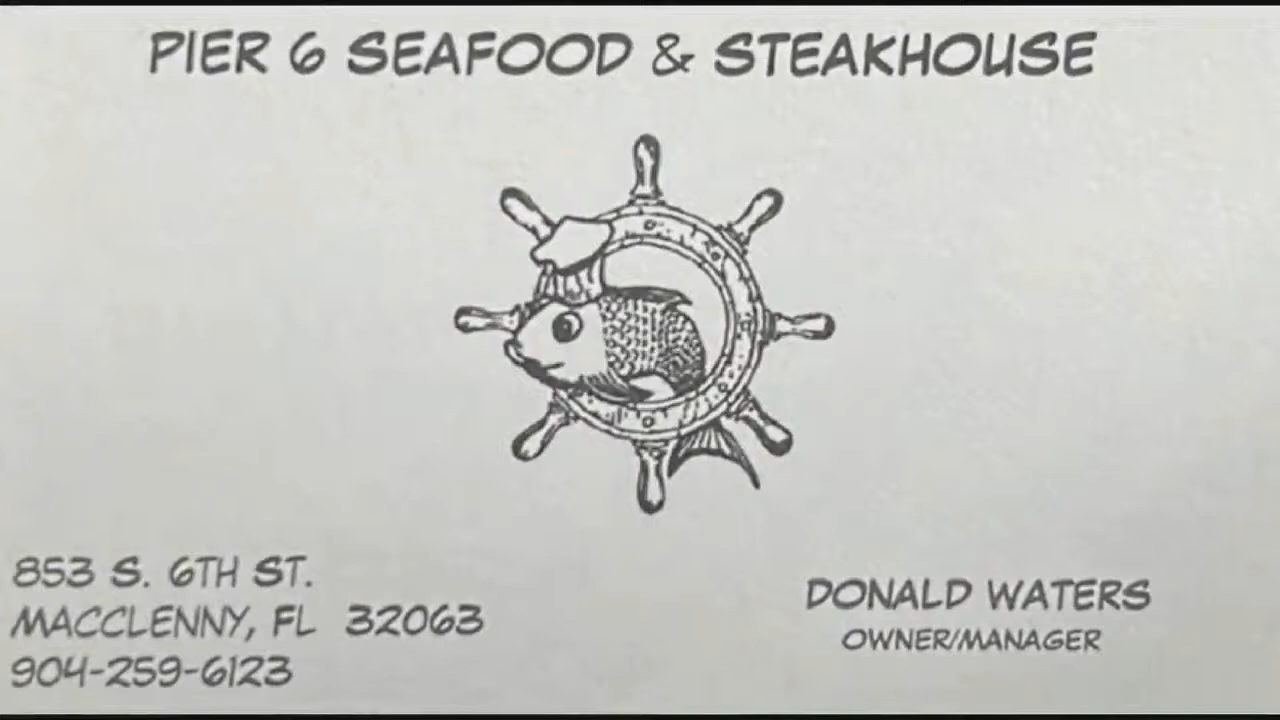 PIER 6 SEAFOOD & STEAKHOUSE
853 S. 6TH ST.
MACCLENNY, FL 32063
904-259-6123
DONALD WATERS
OWNER/MANAGER